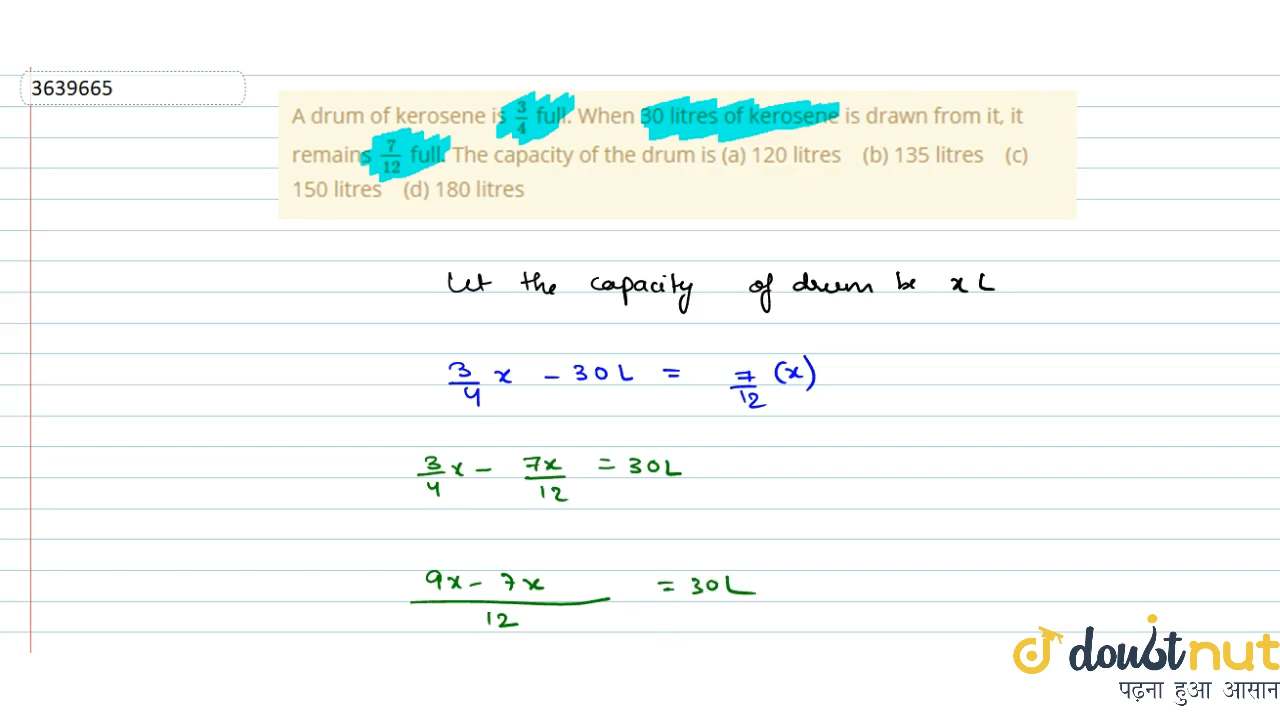 3639665
A drum of kerosene is 3/4 full. When 30 litres of kerosene is drawn from it, it
remains 7/12 full. The capacity of the drum is (a) 120 litres (b) 135 litres (c)
150 litres (d) 180 litres
Let the capacity of drum be x L
3/4 x - 30 L = 7/12 (x)
3/4 x - 7x/12 = 30L
9x - 7x / 12 = 30L
doubtnut
पढ़ना हुआ आसान